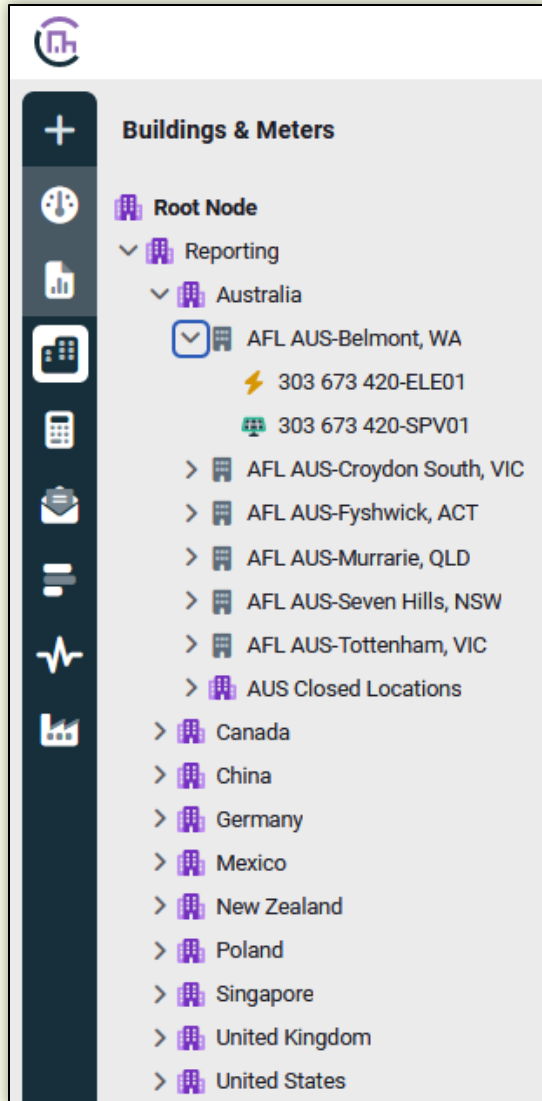 Buildings & Meters
Root Node
Reporting
Australia
AFL AUS-Belmont, WA
303 673 420-ELE01
303 673 420-SPV01
AFL AUS-Croydon South, VIC
AFL AUS-Fyshwick, ACT
AFL AUS-Murrarie, QLD
AFL AUS-Seven Hills, NSW
AFL AUS-Tottenham, VIC
AUS Closed Locations
Canada
China
Germany
Mexico
New Zealand
Poland
Singapore
United Kingdom
United States